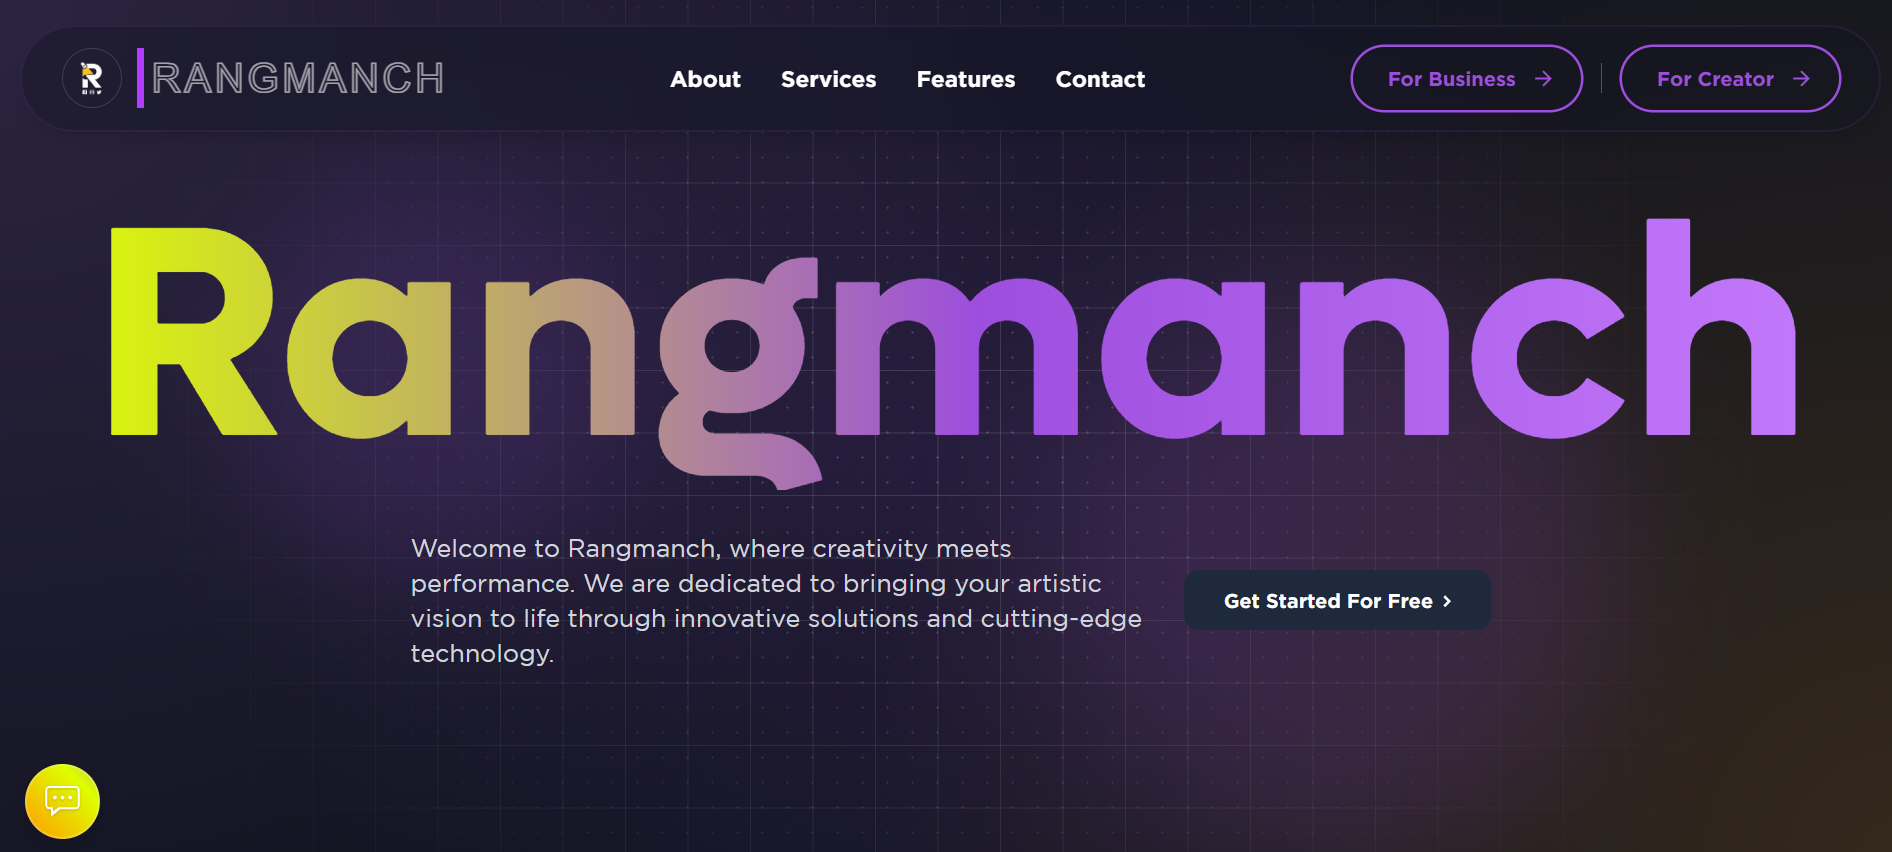 R
RANGMANCH
About
Services
Features
Contact
For Business
For Creator
Rangmanch
Welcome to Rangmanch, where creativity meets
performance. We are dedicated to bringing your artistic
vision to life through innovative solutions and cutting-edge
technology.
Get Started For Free